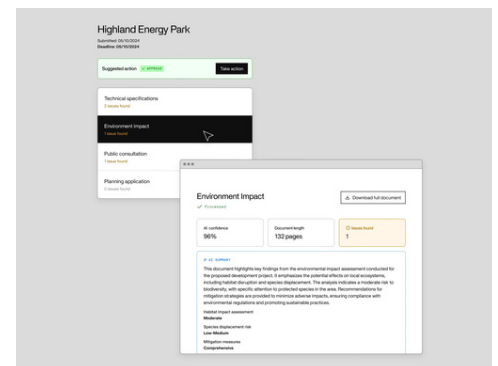 Highland Energy Park
Submitted: 05/10/2024
Deadline: 05/11/2024
Suggested action
APPROVE
Take action
Technical specifications
2 issues found
Environment impact
1 issue found
Public consultation
1 issue found
Planning application
0 issues found
Environment Impact
Processed
Download full document
AI confidence
96%
Document length
132 pages
Issues found
1
AI SUMMARY
This document highlights key findings from the environmental impact assessment conducted for
the proposed development project. It emphasizes the potential effects on local ecosystems,
including habitat disruption and species displacement. The analysis indicates a moderate risk to
biodiversity, with specific attention to protected species in the area. Recommendations for
mitigation strategies are provided to minimize adverse impacts, ensuring compliance with
environmental regulations and promoting sustainable practices.
Habitat impact assessment
Moderate
Species displacement risk
Low-Medium
Mitigation measures
Comprehensive